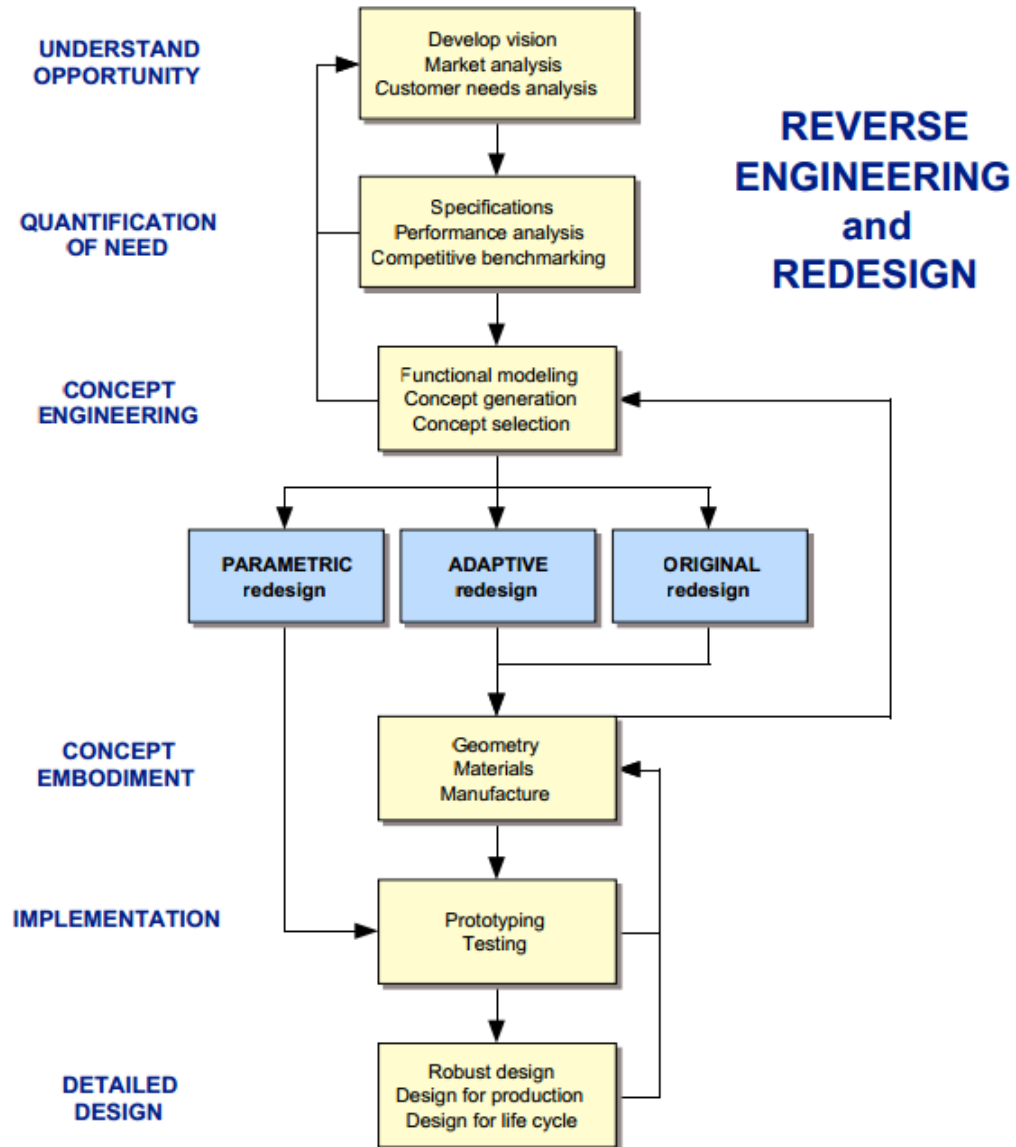 UNDERSTAND
OPPORTUNITY
Develop vision
Market analysis
Customer needs analysis
REVERSE
ENGINEERING
and
REDESIGN
QUANTIFICATION
OF NEED
Specifications
Performance analysis
Competitive benchmarking
CONCEPT
ENGINEERING
Functional modeling
Concept generation
Concept selection
PARAMETRIC
redesign
ADAPTIVE
redesign
ORIGINAL
redesign
CONCEPT
EMBODIMENT
Geometry
Materials
Manufacture
IMPLEMENTATION
Prototyping
Testing
DETAILED
DESIGN
Robust design
Design for production
Design for life cycle